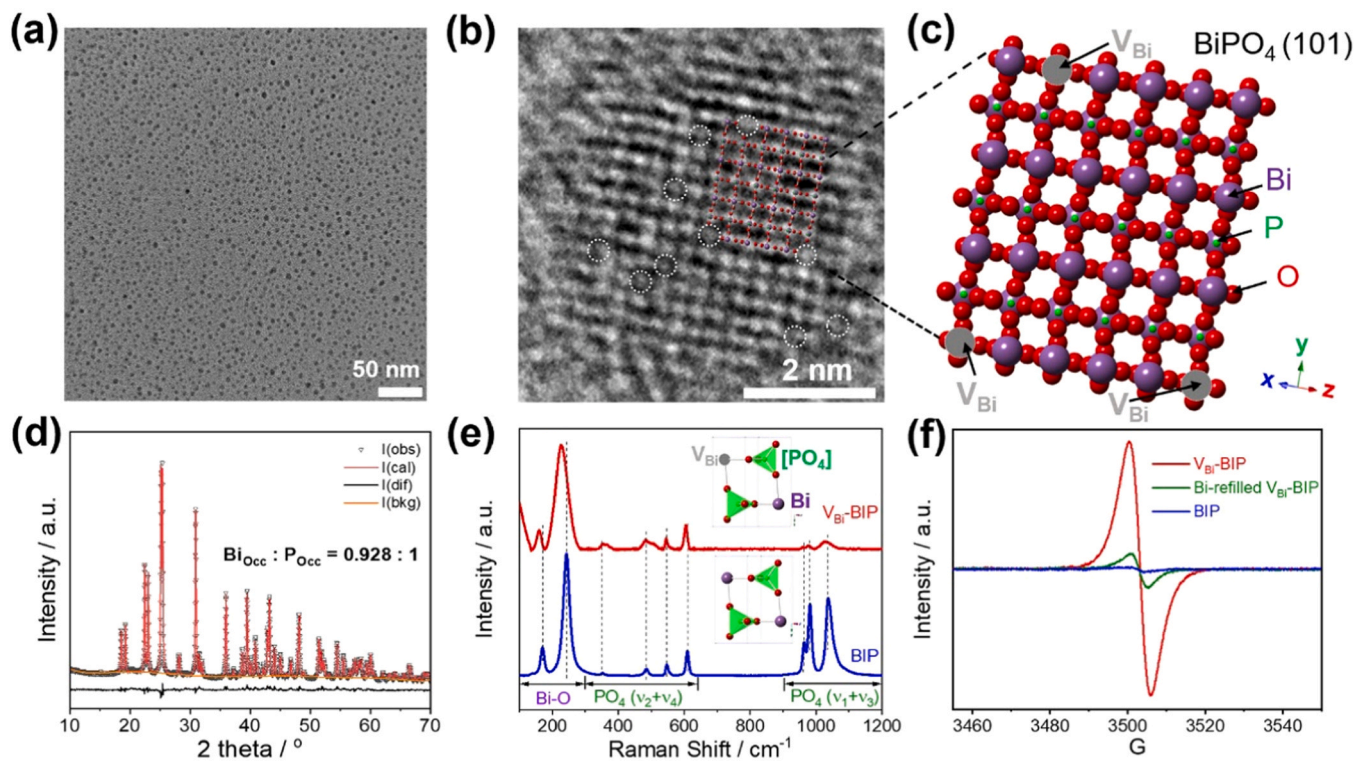 (a)
50 nm
(b)
2 nm
(c)
V_Bi
BiPO₄ (101)
Bi
P
O
V_Bi
V_Bi
y
x
z
(d)
Intensity / a.u.
I(obs)
I(cal)
I(dif)
I(bkg)
Bi_Occ : P_Occ = 0.928 : 1
10 20 30 40 50 60 70
2 theta / °
(e)
Intensity / a.u.
V_Bi
[PO₄]
Bi
V_Bi-BIP
BIP
Bi-O
PO₄ (ν₂+ν₄)
PO₄ (ν₁+ν₃)
200 400 600 800 1000 1200
Raman Shift / cm⁻¹
(f)
Intensity / a.u.
V_Bi-BIP
Bi-refilled V_Bi-BIP
BIP
3460 3480 3500 3520 3540
G